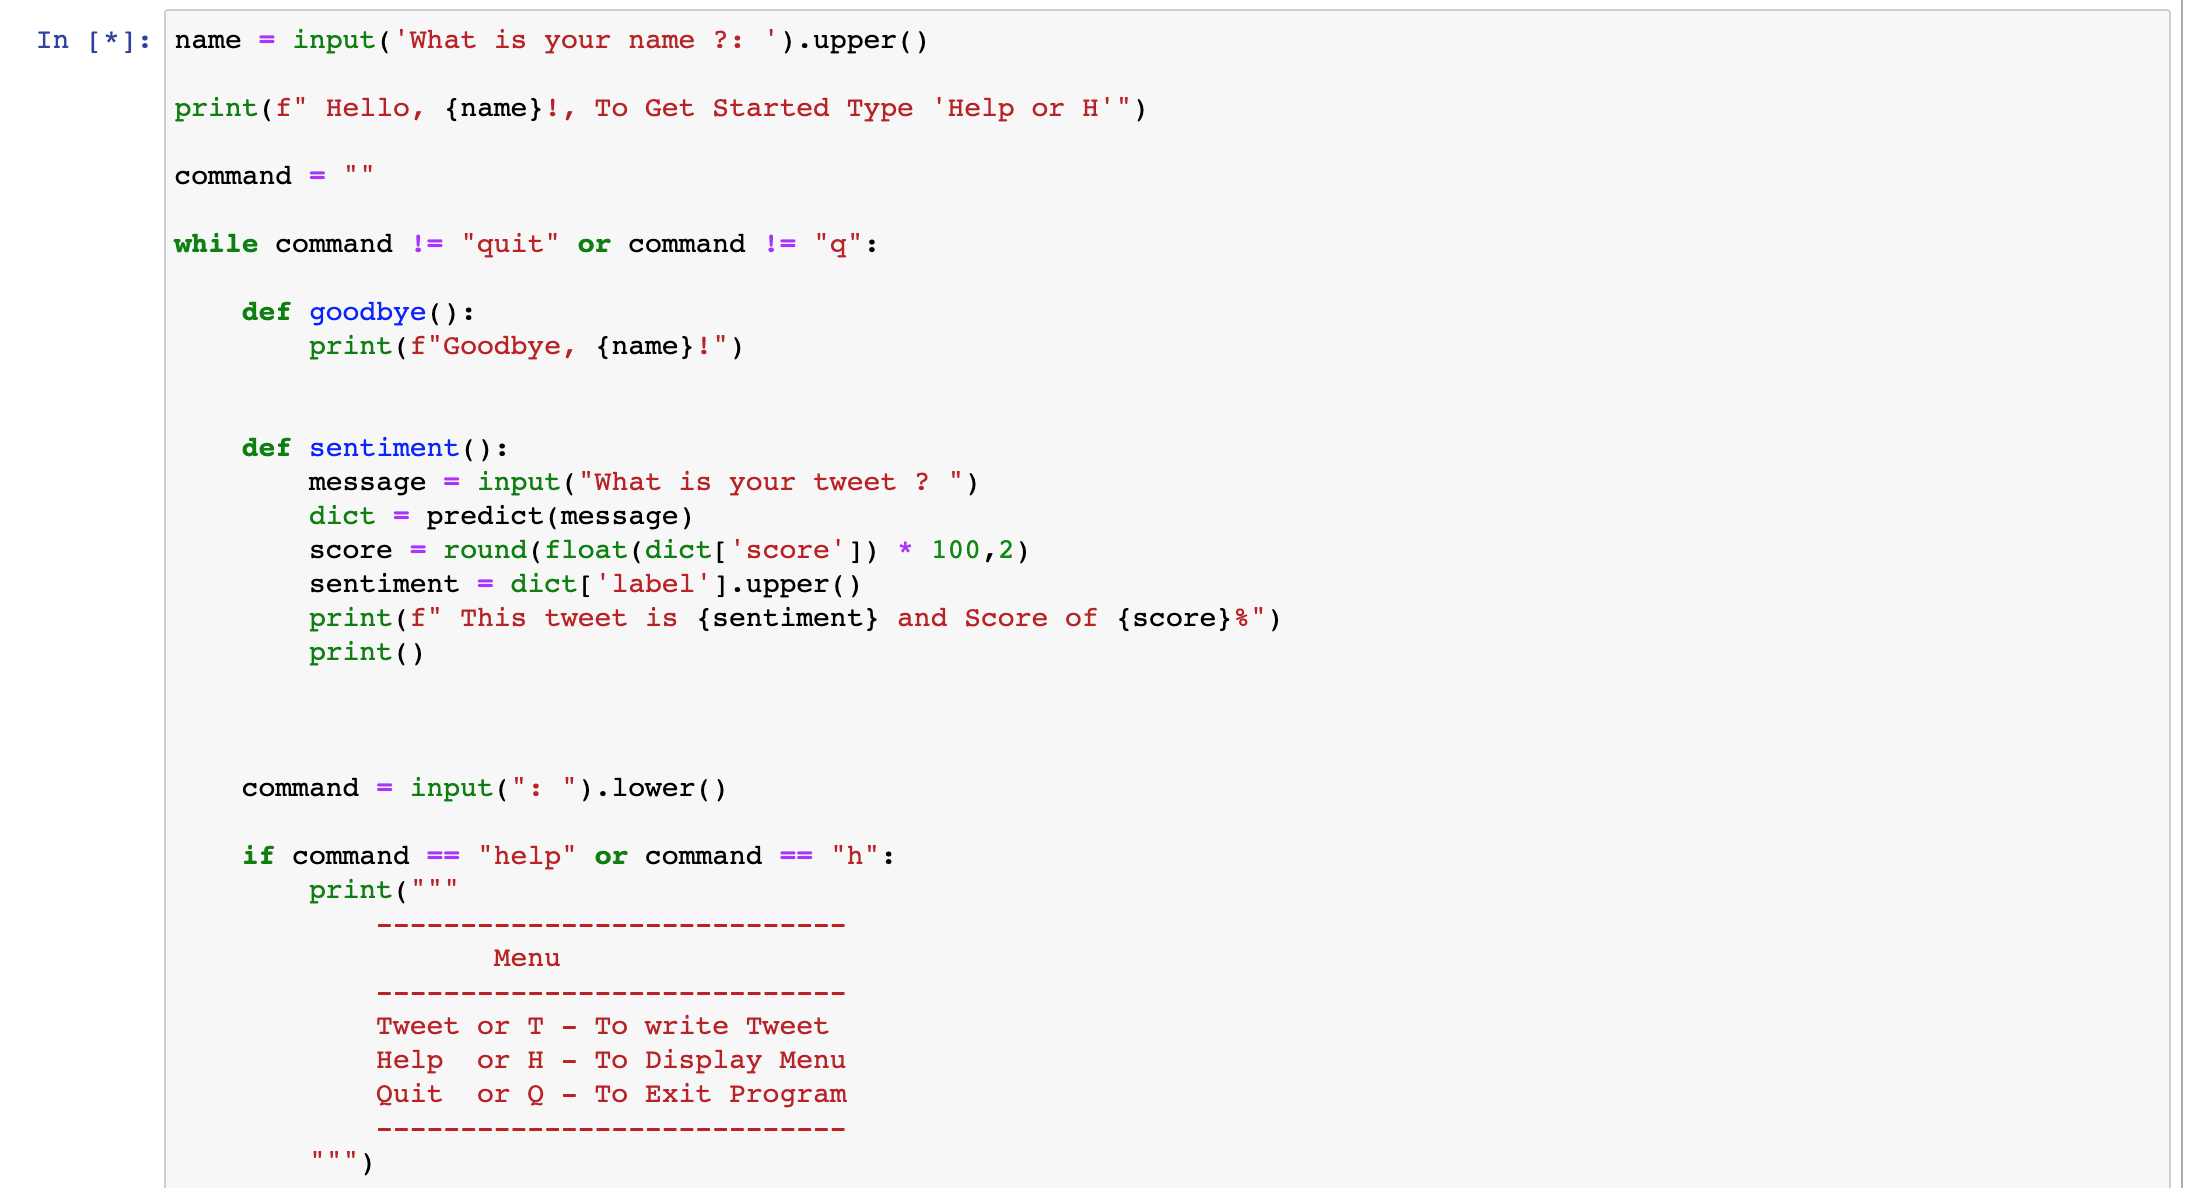 In [*]: name = input('What is your name ?: ').upper()
print(f" Hello, {name}!, To Get Started Type 'Help or H'")
command = ""
while command != "quit" or command != "q":
    def goodbye():
        print(f"Goodbye, {name}!")
    def sentiment():
        message = input("What is your tweet ? ")
        dict = predict(message)
        score = round(float(dict['score']) * 100,2)
        sentiment = dict['label'].upper()
        print(f" This tweet is {sentiment} and Score of {score}%")
        print()
    command = input(": ").lower()
    if command == "help" or command == "h":
        print("""
            ----------------------------
                   Menu
            ----------------------------
            Tweet or T - To write Tweet
            Help  or H - To Display Menu
            Quit  or Q - To Exit Program
            ----------------------------
        """)